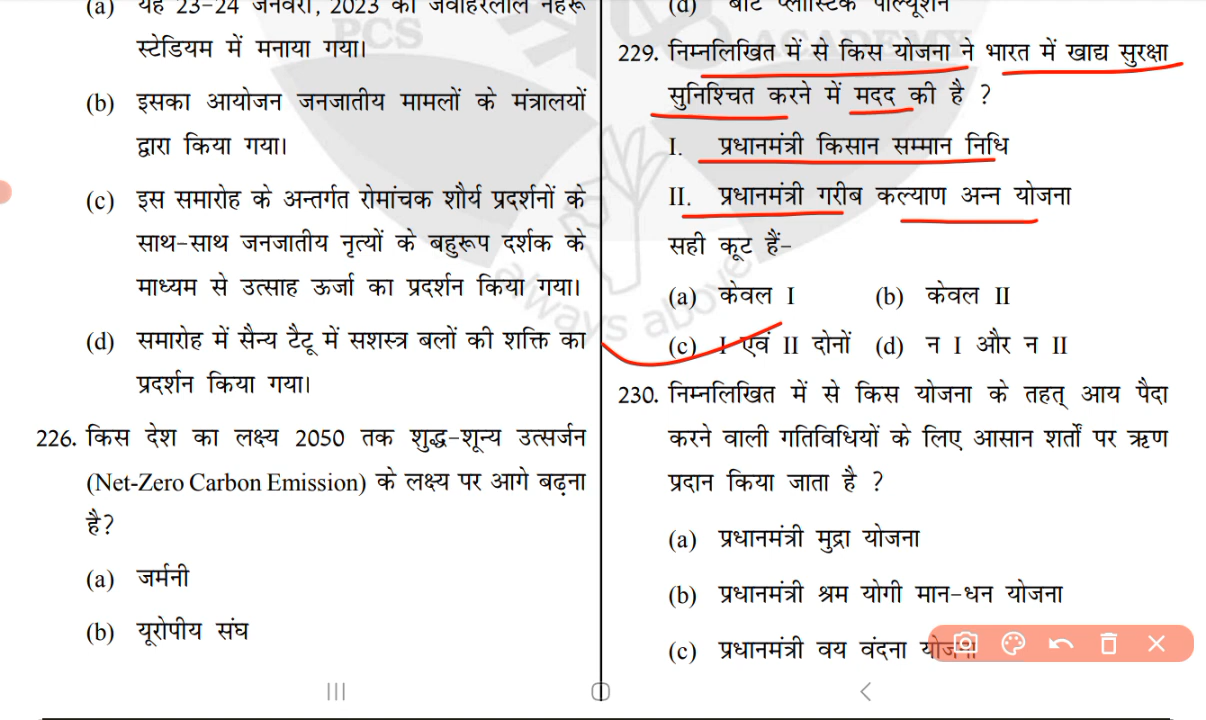 (a) यह 23-24 जनवरी, 2023 को जवाहरलाल नेहरू
स्टेडियम में मनाया गया।
(b) इसका आयोजन जनजातीय मामलों के मंत्रालयों
द्वारा किया गया।
(c) इस समारोह के अन्तर्गत रोमांचक शौर्य प्रदर्शनों के
साथ-साथ जनजातीय नृत्यों के बहुरूप दर्शक के
माध्यम से उत्साह ऊर्जा का प्रदर्शन किया गया।
(d) समारोह में सैन्य टैटू में सशस्त्र बलों की शक्ति का
प्रदर्शन किया गया।
226. किस देश का लक्ष्य 2050 तक शुद्ध-शून्य उत्सर्जन
(Net-Zero Carbon Emission) के लक्ष्य पर आगे बढ़ना
है?
(a) जर्मनी
(b) यूरोपीय संघ
(d) बीट प्लास्टिक पॉल्यूशन
229. निम्नलिखित में से किस योजना ने भारत में खाद्य सुरक्षा
सुनिश्चित करने में मदद की है ?
I. प्रधानमंत्री किसान सम्मान निधि
II. प्रधानमंत्री गरीब कल्याण अन्न योजना
सही कूट हैं-
(a) केवल I (b) केवल II
(c) I एवं II दोनों (d) न I और न II
230. निम्नलिखित में से किस योजना के तहत् आय पैदा
करने वाली गतिविधियों के लिए आसान शर्तों पर ऋण
प्रदान किया जाता है ?
(a) प्रधानमंत्री मुद्रा योजना
(b) प्रधानमंत्री श्रम योगी मान-धन योजना
(c) प्रधानमंत्री वय वंदना योजना
PCS ACADEMY
always above